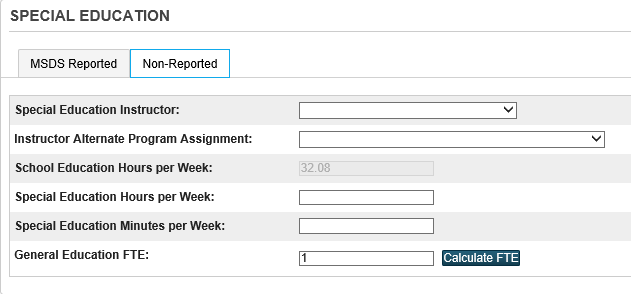 SPECIAL EDUCATION
MSDS Reported Non-Reported
Special Education Instructor:
Instructor Alternate Program Assignment:
School Education Hours per Week: 32.08
Special Education Hours per Week:
Special Education Minutes per Week:
General Education FTE: 1 Calculate FTE